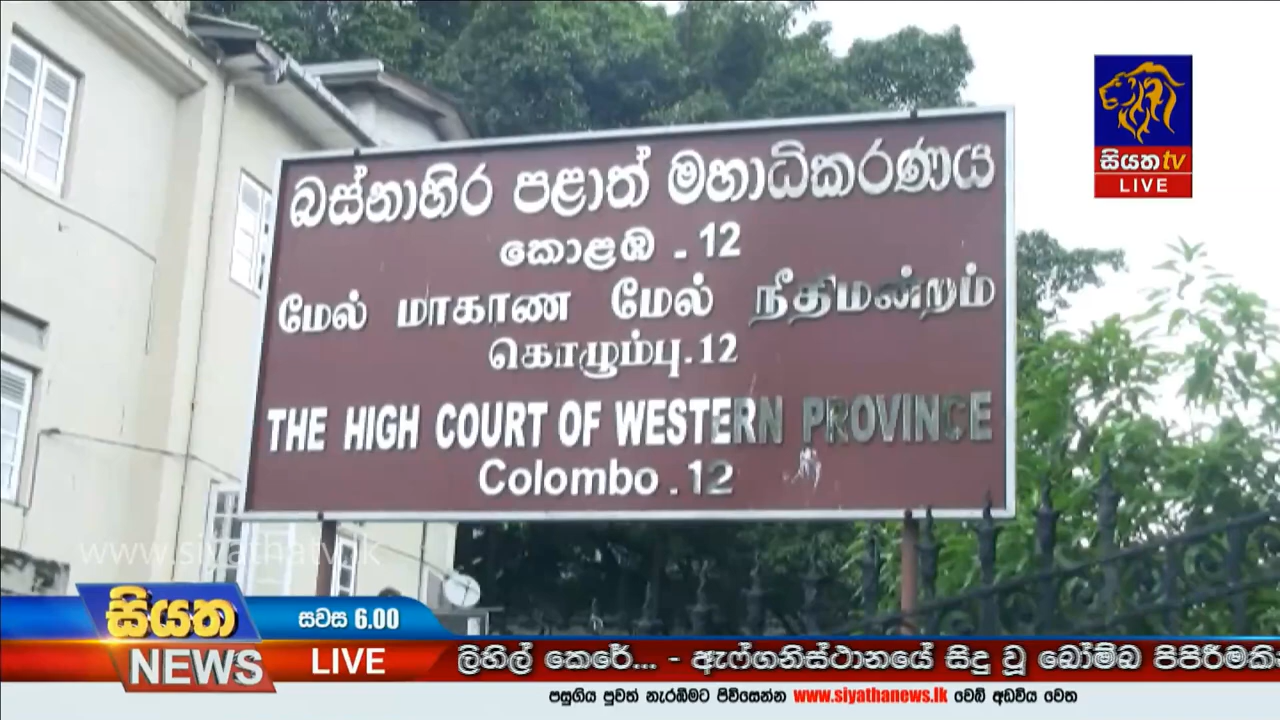 සියත tv
LIVE
බස්නාහිර පළාත් මහාධිකරණය
කොළඹ - 12
மேல் மாகாண மேல் நீதிமன்றம்
கொழும்பு.12
THE HIGH COURT OF WESTERN PROVINCE
Colombo . 12
www.siyathatv.lk
සියත
NEWS
සවස 6.00
LIVE
ලිහිල් කෙරේ... - ඇෆ්ගනිස්ථානයේ සිදු වූ බෝම්බ පිපිරීමකින්
පසුගිය පුවත් නැරඹීමට පිවිසෙන්න www.siyathanews.lk වෙබ් අඩවිය වෙත